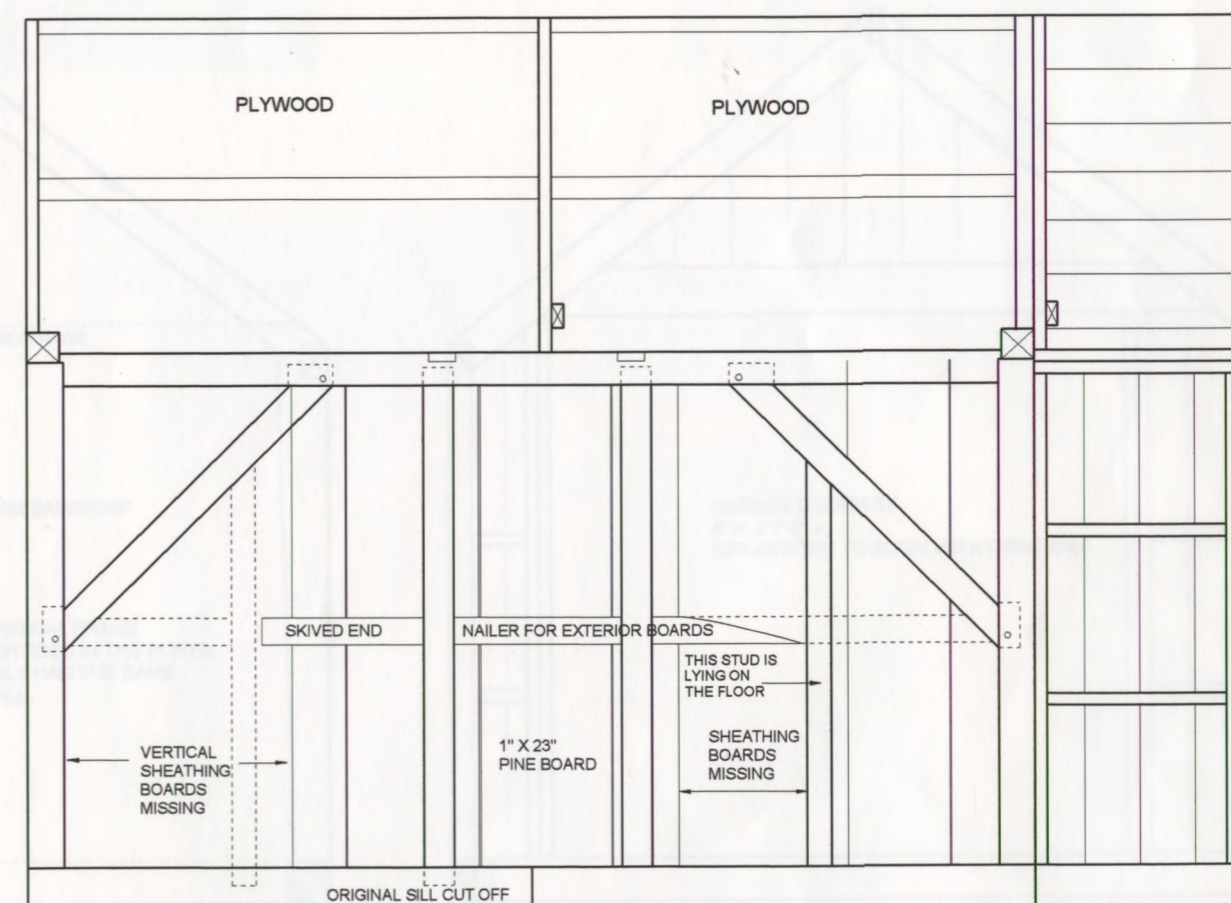 PLYWOOD
PLYWOOD
SKIVED END
NAILER FOR EXTERIOR BOARDS
THIS STUD IS
LYING ON
THE FLOOR
VERTICAL
SHEATHING
BOARDS
MISSING
1" X 23"
PINE BOARD
SHEATHING
BOARDS
MISSING
ORIGINAL SILL CUT OFF